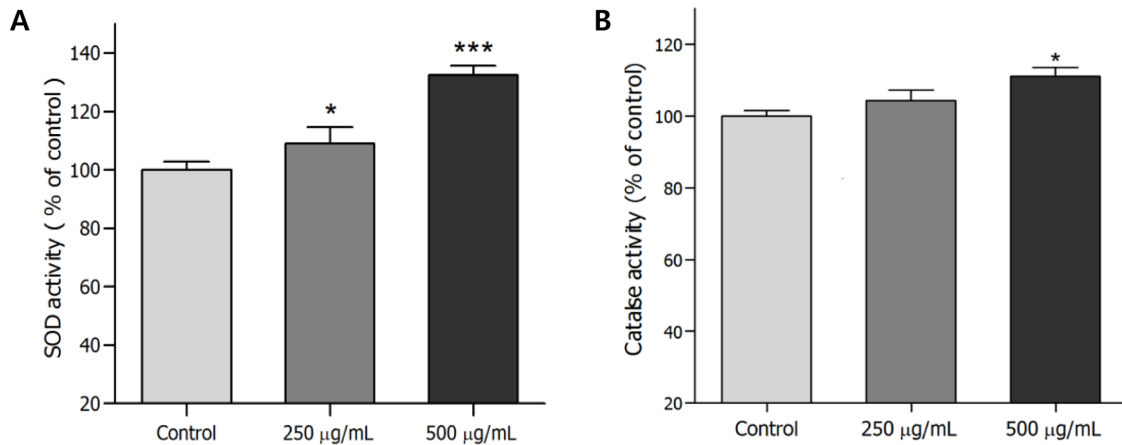 A
SOD activity ( % of control )
140
120
100
80
60
40
20
*
***
Control
250 μg/mL
500 μg/mL
B
Catalse activity (% of control)
120
100
80
60
40
20
*
Control
250 μg/mL
500 μg/mL